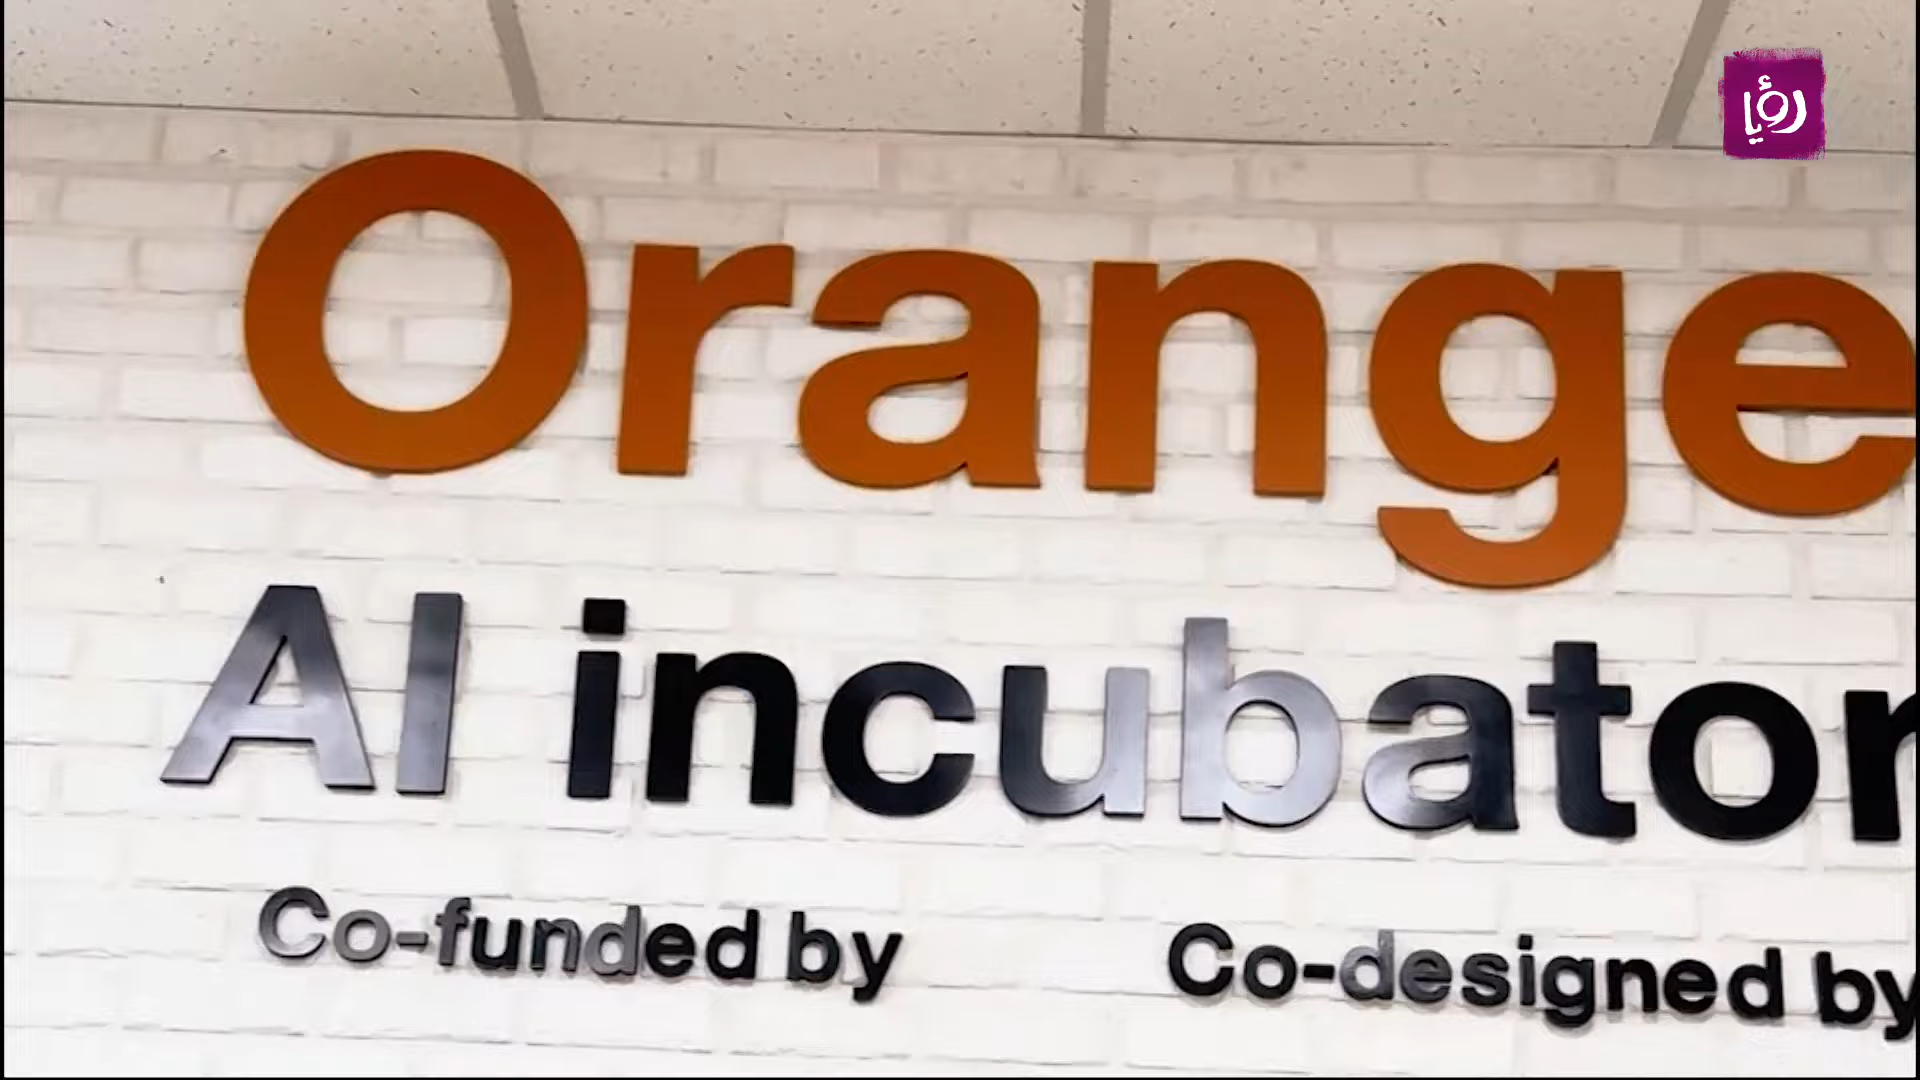 رؤيا
Orange
AI incubator
Co-funded by
Co-designed by